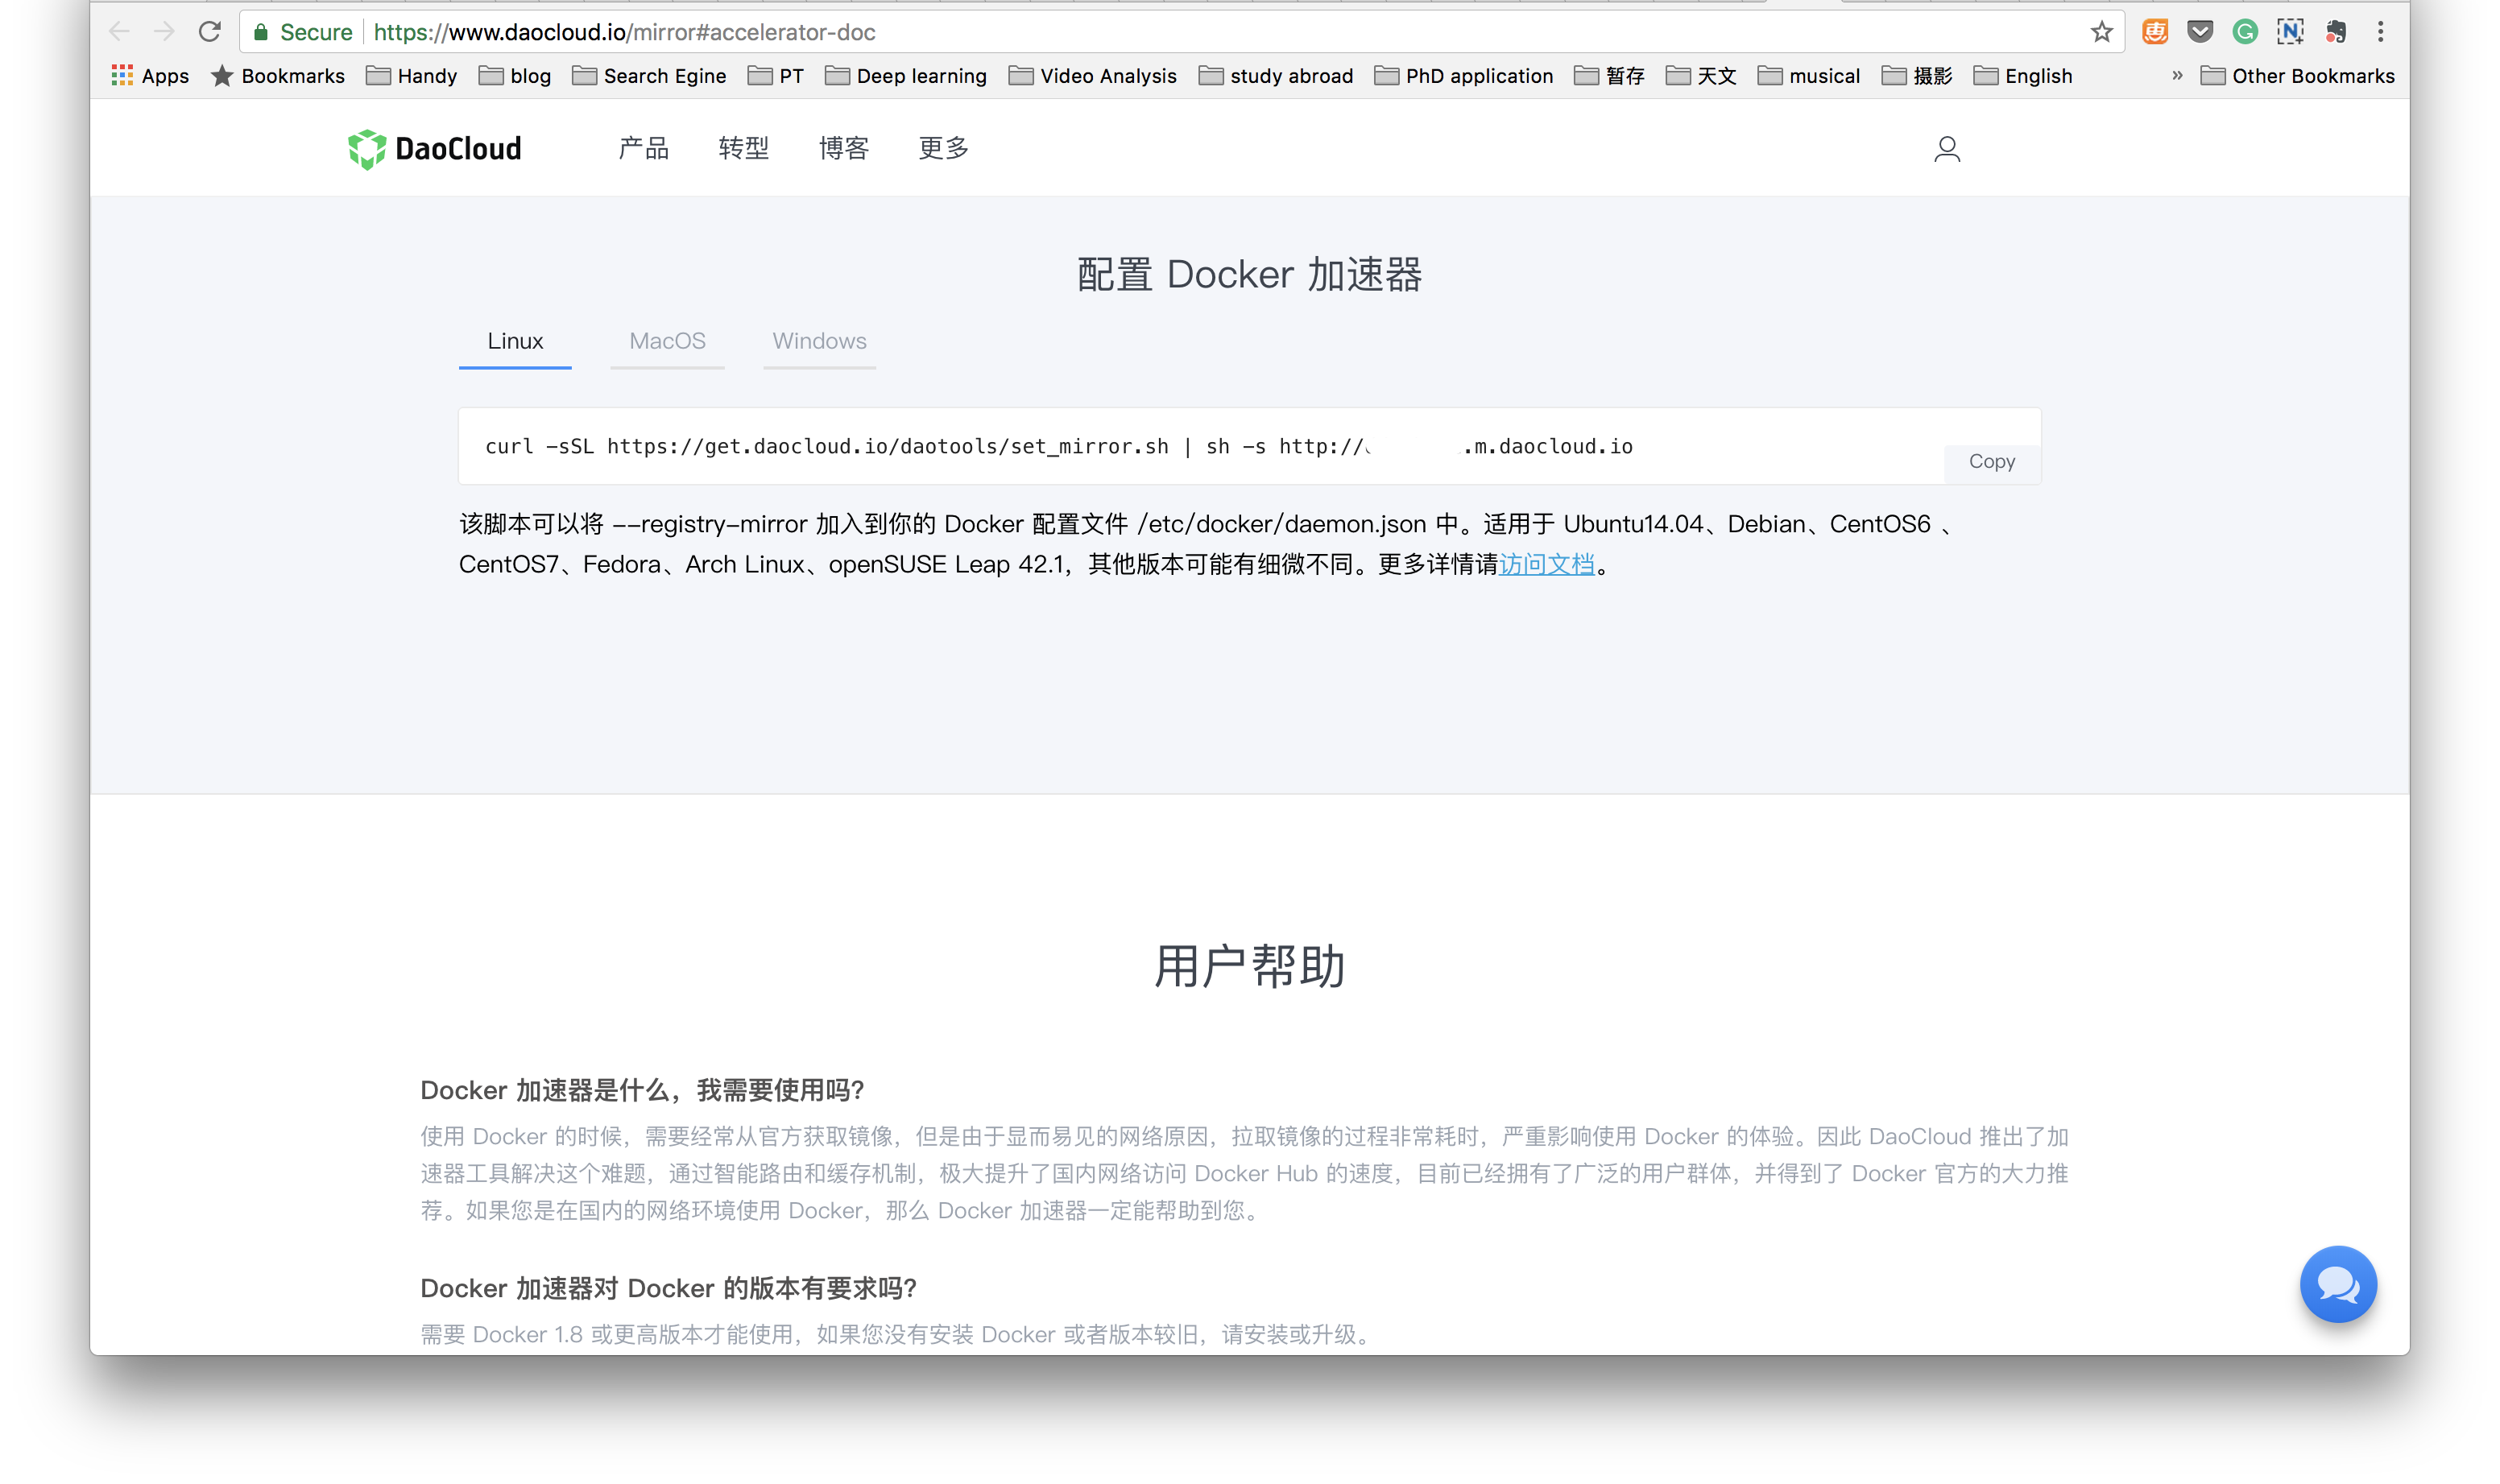 Secure https://www.daocloud.io/mirror#accelerator-doc
Apps Bookmarks Handy blog Search Egine PT Deep learning Video Analysis study abroad PhD application 暂存 天文 musical 摄影 English » Other Bookmarks
DaoCloud 产品 转型 博客 更多
配置 Docker 加速器
Linux MacOS Windows
curl -sSL https://get.daocloud.io/daotools/set_mirror.sh | sh -s http:// .m.daocloud.io
Copy
该脚本可以将 --registry-mirror 加入到你的 Docker 配置文件 /etc/docker/daemon.json 中。适用于 Ubuntu14.04、Debian、CentOS6 、
CentOS7、Fedora、Arch Linux、openSUSE Leap 42.1，其他版本可能有细微不同。更多详情请访问文档。
用户帮助
Docker 加速器是什么，我需要使用吗?
使用 Docker 的时候，需要经常从官方获取镜像，但是由于显而易见的网络原因，拉取镜像的过程非常耗时，严重影响使用 Docker 的体验。因此 DaoCloud 推出了加
速器工具解决这个难题，通过智能路由和缓存机制，极大提升了国内网络访问 Docker Hub 的速度，目前已经拥有了广泛的用户群体，并得到了 Docker 官方的大力推
荐。如果您是在国内的网络环境使用 Docker，那么 Docker 加速器一定能帮助到您。
Docker 加速器对 Docker 的版本有要求吗?
需要 Docker 1.8 或更高版本才能使用，如果您没有安装 Docker 或者版本较旧，请安装或升级。